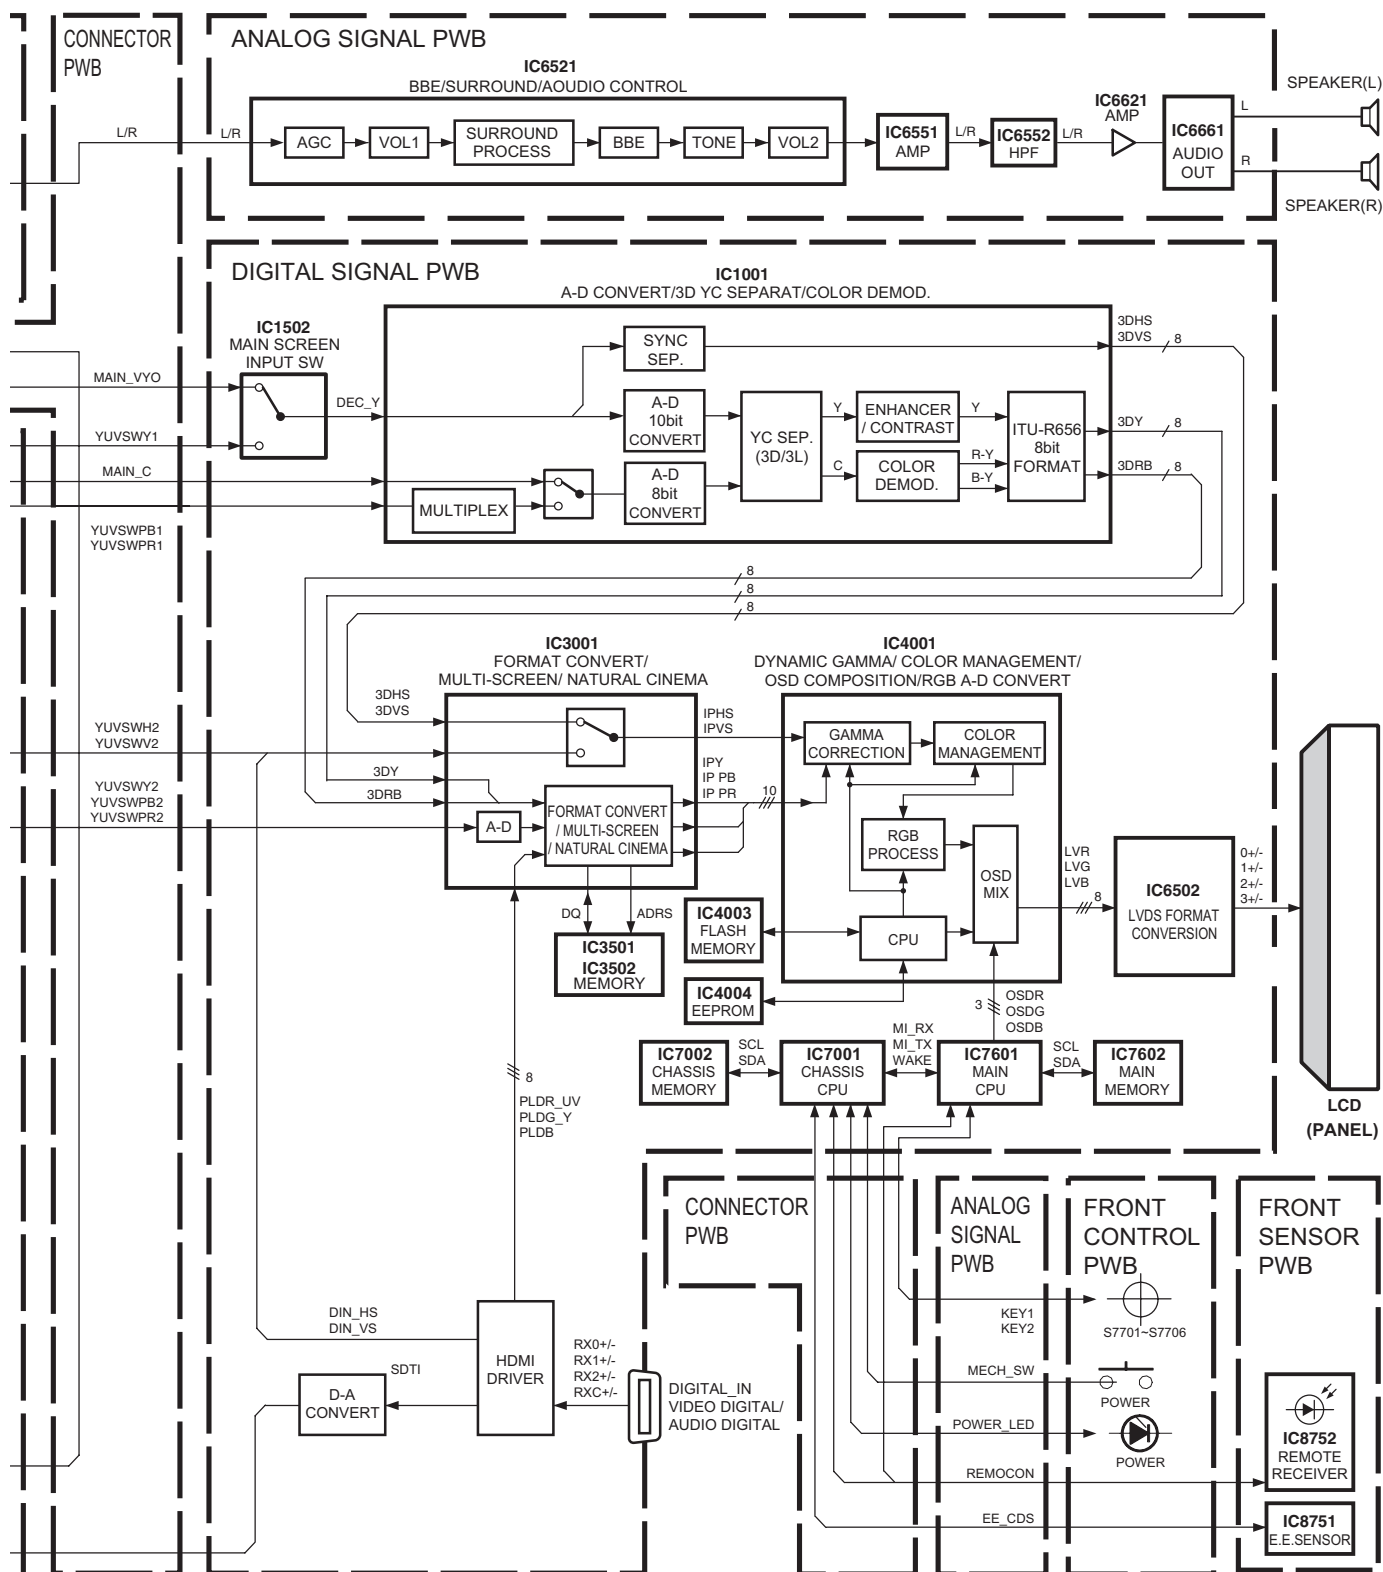 CONNECTOR
PWB
ANALOG SIGNAL PWB
IC6521
BBE/SURROUND/AOUDIO CONTROL
L/R
L/R
AGC
VOL1
SURROUND
PROCESS
BBE
TONE
VOL2
IC6551
AMP
L/R
IC6552
HPF
L/R
IC6621
AMP
IC6661
AUDIO
OUT
L
R
SPEAKER(L)
SPEAKER(R)
DIGITAL SIGNAL PWB
IC1001
A-D CONVERT/3D YC SEPARAT/COLOR DEMOD.
IC1502
MAIN SCREEN
INPUT SW
MAIN_VYO
YUVSWY1
MAIN_C
YUVSWPB1
YUVSWPR1
DEC_Y
SYNC
SEP.
A-D
10bit
CONVERT
A-D
8bit
CONVERT
MULTIPLEX
YC SEP.
(3D/3L)
Y
C
ENHANCER
/ CONTRAST
COLOR
DEMOD.
Y
R-Y
B-Y
ITU-R656
8bit
FORMAT
3DHS
3DVS
8
3DY
8
3DRB
8
8
8
8
IC3001
FORMAT CONVERT/
MULTI-SCREEN/ NATURAL CINEMA
IC4001
DYNAMIC GAMMA/ COLOR MANAGEMENT/
OSD COMPOSITION/RGB A-D CONVERT
3DHS
3DVS
YUVSWH2
YUVSWV2
3DY
3DRB
YUVSWY2
YUVSWPB2
YUVSWPR2
A-D
FORMAT CONVERT
/ MULTI-SCREEN
/ NATURAL CINEMA
IPHS
IPVS
IPY
IP PB
IP PR
10
GAMMA
CORRECTION
COLOR
MANAGEMENT
RGB
PROCESS
OSD
MIX
CPU
LVR
LVG
LVB
8
IC6502
LVDS FORMAT
CONVERSION
0+/-
1+/-
2+/-
3+/-
LCD
(PANEL)
DQ
ADRS
IC3501
IC3502
MEMORY
IC4003
FLASH
MEMORY
IC4004
EEPROM
3
OSDR
OSDG
OSDB
IC7002
CHASSIS
MEMORY
SCL
SDA
IC7001
CHASSIS
CPU
MI_RX
MI_TX
WAKE
IC7601
MAIN
CPU
SCL
SDA
IC7602
MAIN
MEMORY
8
PLDR_UV
PLDG_Y
PLDB
CONNECTOR
PWB
ANALOG
SIGNAL
PWB
FRONT
CONTROL
PWB
FRONT
SENSOR
PWB
DIN_HS
DIN_VS
SDTI
D-A
CONVERT
HDMI
DRIVER
RX0+/-
RX1+/-
RX2+/-
RXC+/-
DIGITAL_IN
VIDEO DIGITAL/
AUDIO DIGITAL
KEY1
KEY2
S7701~S7706
MECH_SW
POWER
POWER_LED
POWER
REMOCON
EE_CDS
IC8752
REMOTE
RECEIVER
IC8751
E.E.SENSOR